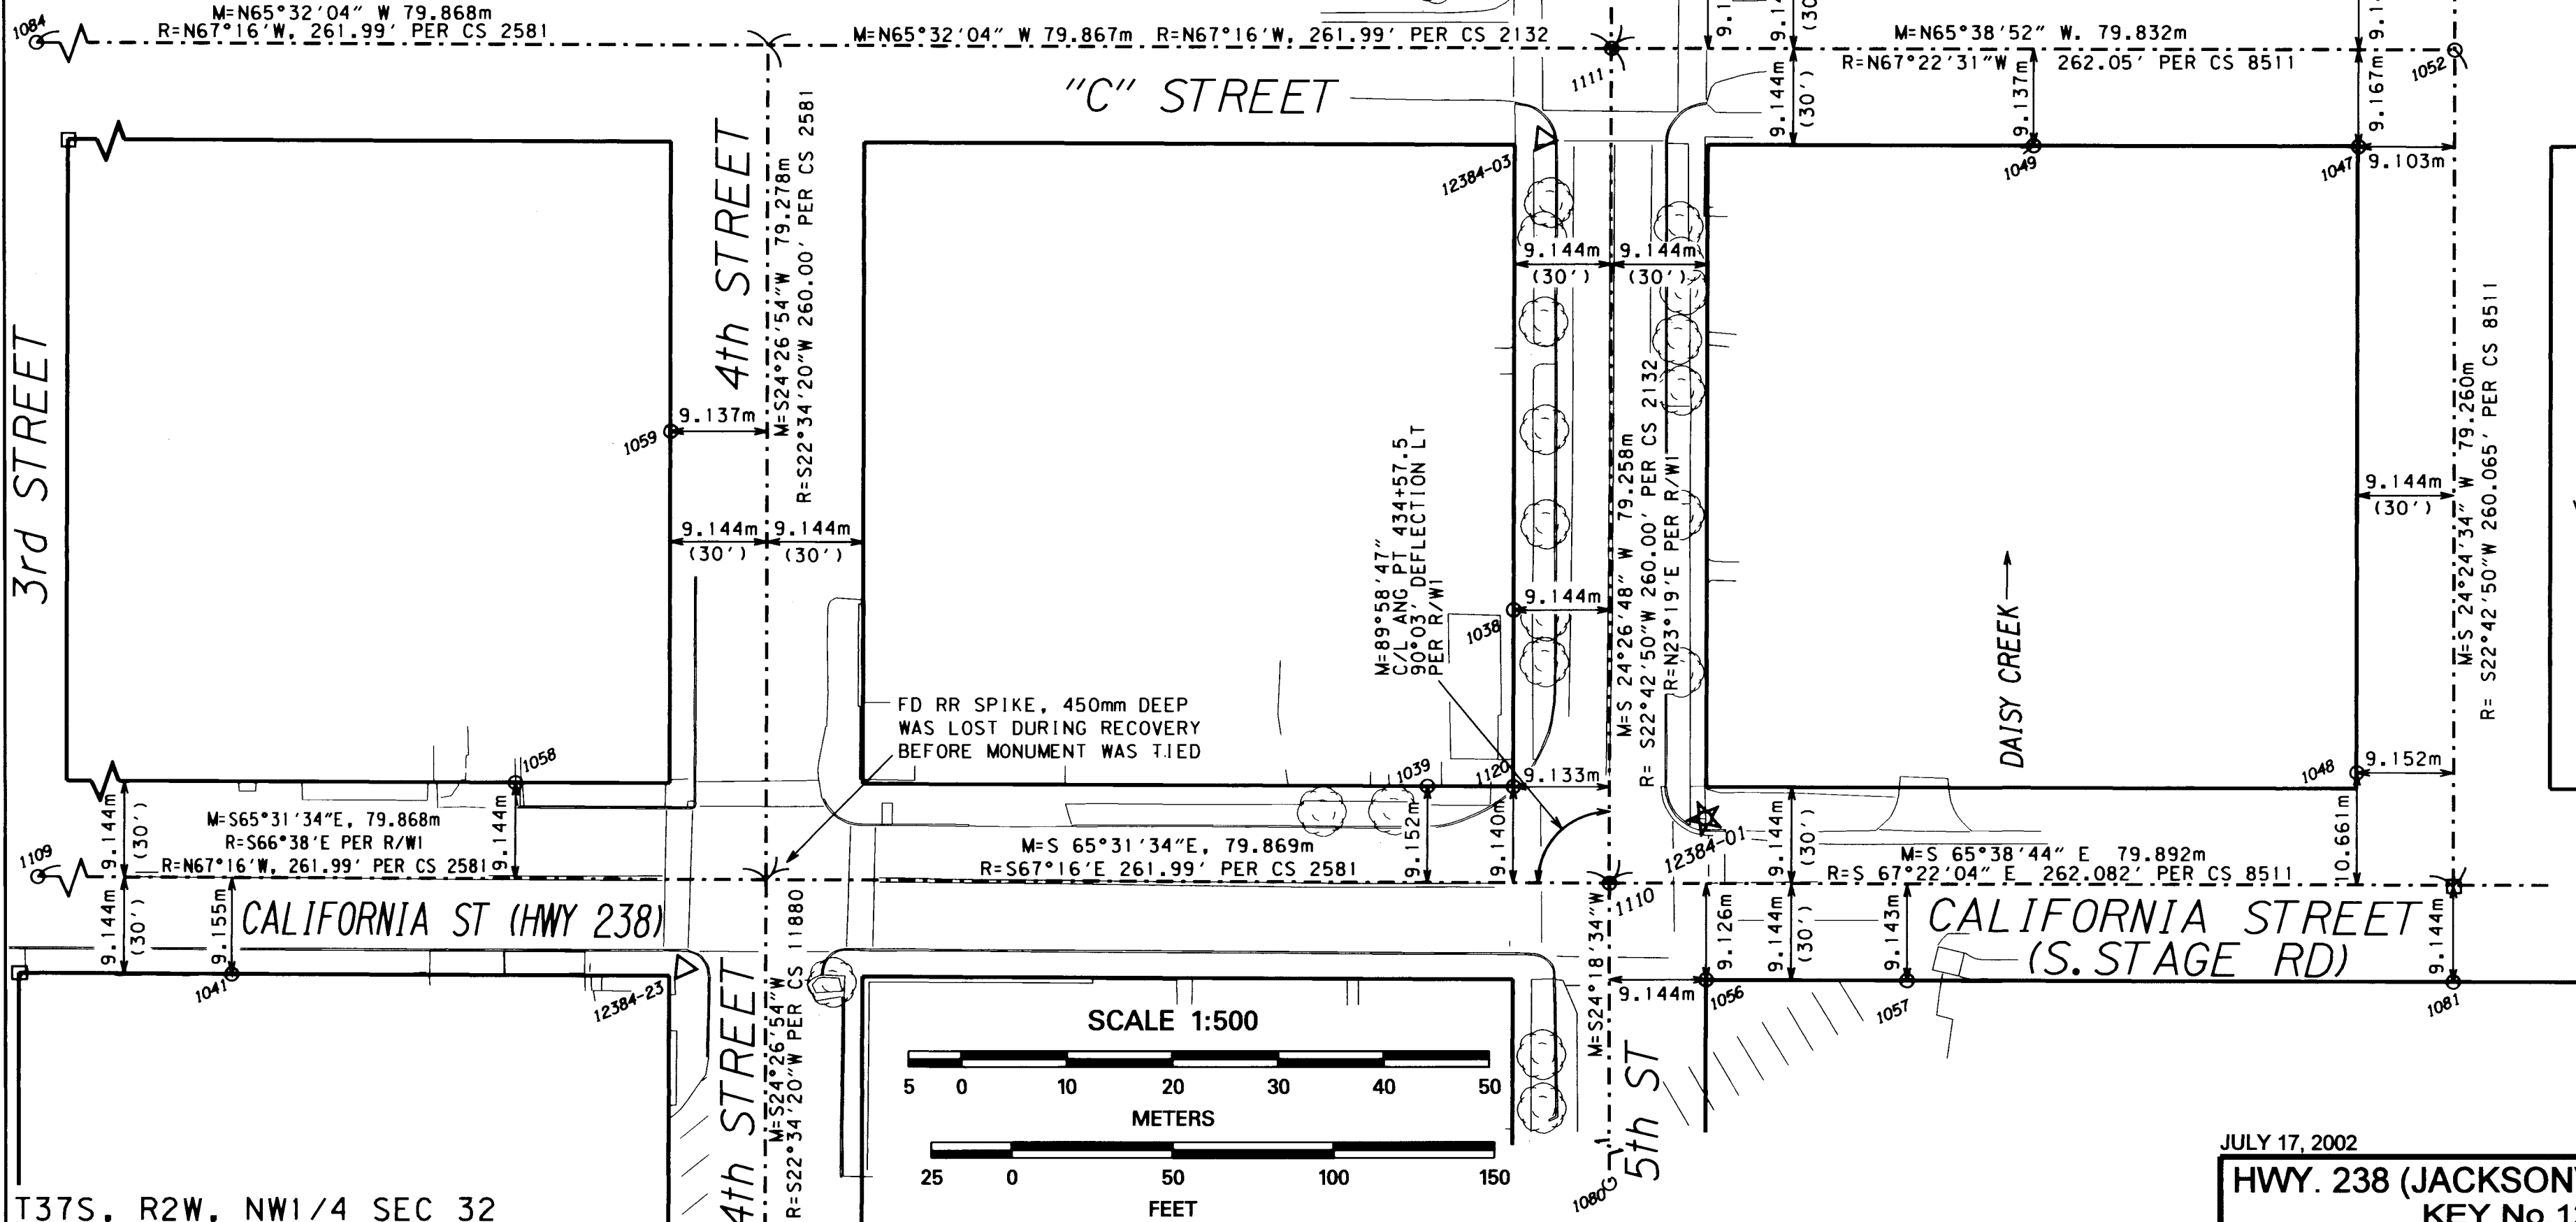 M=N65°32'04" W 79.868m
R=N67°16'W, 261.99' PER CS 2581
1084
M=N65°32'04" W 79.867m R=N67°16'W, 261.99' PER CS 2132
M=N65°38'52" W. 79.832m
R=N67°22'31"W 262.05' PER CS 8511
1111
1052
"C" STREET
9.144m
(30')
9.137m
9.167m
1049
1047
9.103m
12384-03
3rd STREET
4th STREET
M=S24°26'54"W 79.278m
R=S22°34'20"W 260.00' PER CS 2581
9.144m
(30')
9.144m
(30')
1059
9.137m
9.144m
(30')
9.144m
(30')
M=89°58'47"
C/L ANG PT 434+57.5
90°03' DEFLECTION LT
PER R/W1
M=S 24°26'48" W 79.258m
R= S22°42'50"W 260.00' PER CS 2132
R=N23°19'E PER R/W1
9.144m
1038
DAISY CREEK
9.144m
(30')
M=S 24°24'34" W 79.260m
R= S22°42'50"W 260.065' PER CS 8511
FD RR SPIKE, 450mm DEEP
WAS LOST DURING RECOVERY
BEFORE MONUMENT WAS TIED
1058
1039
1120
9.133m
1048
9.152m
9.144m
(30')
M=S65°31'34"E, 79.868m
R=S66°38'E PER R/W1
R=N67°16'W, 261.99' PER CS 2581
9.144m
1109
M=S 65°31'34"E, 79.869m
R=S67°16'E 261.99' PER CS 2581
9.152m
9.140m
12384-01
9.144m
(30')
M=S 65°38'44" E 79.892m
R=S 67°22'04" E 262.082' PER CS 8511
10.661m
1110
9.144m
(30')
9.155m
CALIFORNIA ST (HWY 238)
1041
12384-23
M=S24°18'34"W
9.126m
9.144m
(30')
9.143m
CALIFORNIA STREET
(S.STAGE RD)
9.144m
9.144m
1056
1057
1081
4th STREET
M=S24°26'54"W
R=S22°34'20"W PER CS 11880
SCALE 1:500
5 0 10 20 30 40 50
METERS
25 0 50 100 150
FEET
5th ST
1080
JULY 17, 2002
HWY. 238 (JACKSON
KEY No
T37S, R2W, NW1/4 SEC 32